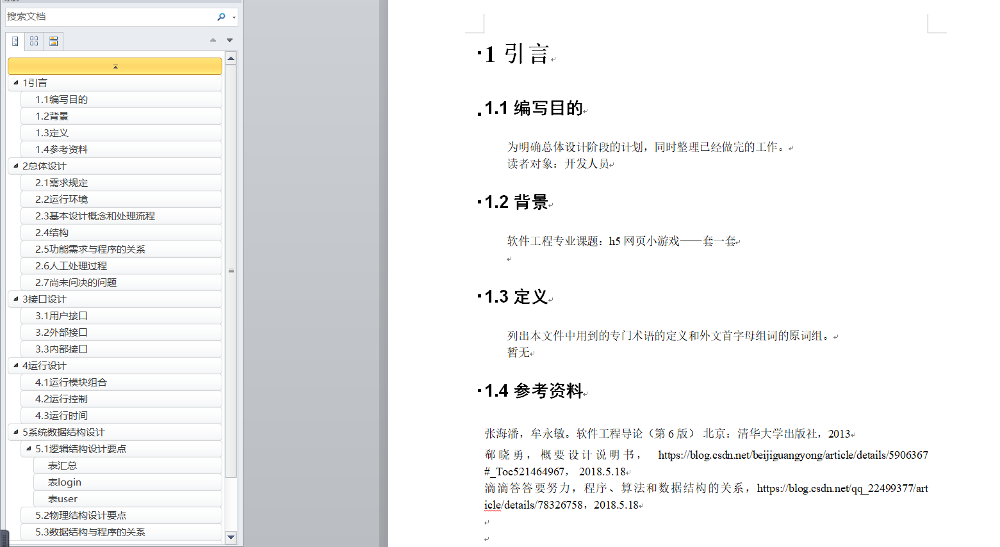 搜索文档
1引言
1.1编写目的
1.2背景
1.3定义
1.4参考资料
2总体设计
2.1需求规定
2.2运行环境
2.3基本设计概念和处理流程
2.4结构
2.5功能需求与程序的关系
2.6人工处理过程
2.7尚未问决的问题
3接口设计
3.1用户接口
3.2外部接口
3.3内部接口
4运行设计
4.1运行模块组合
4.2运行控制
4.3运行时间
5系统数据结构设计
5.1逻辑结构设计要点
表汇总
表login
表user
5.2物理结构设计要点
5.3数据结构与程序的关系
1 引言
1.1 编写目的
为明确总体设计阶段的计划，同时整理已经做完的工作。
读者对象：开发人员
1.2 背景
软件工程专业课题：h5 网页小游戏——套一套
1.3 定义
列出本文件中用到的专门术语的定义和外文首字母组词的原词组。
暂无
1.4 参考资料
张海潘，牟永敏。软件工程导论（第 6 版） 北京：清华大学出版社，2013
郗晓勇，概要设计说明书， https://blog.csdn.net/beijiguangyong/article/details/5906367
#_Toc521464967， 2018.5.18
滴滴答答要努力，程序、算法和数据结构的关系，https://blog.csdn.net/qq_22499377/art
icle/details/78326758，2018.5.18